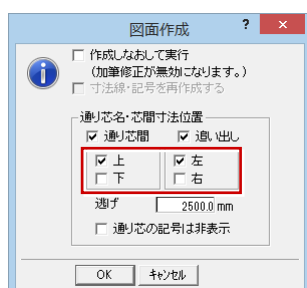 図面作成 ? ×
作成しなおして実行
(加筆修正が無効になります。)
寸法線・記号を再作成する
通り芯名・芯間寸法位置
通り芯間 追い出し
上 左
下 右
逃げ 2500.0 mm
通り芯の記号は非表示
OK キャンセル